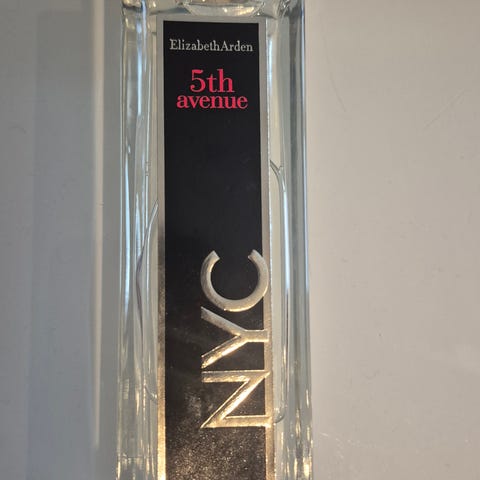 ElizabethArden
5th
avenue
NYC